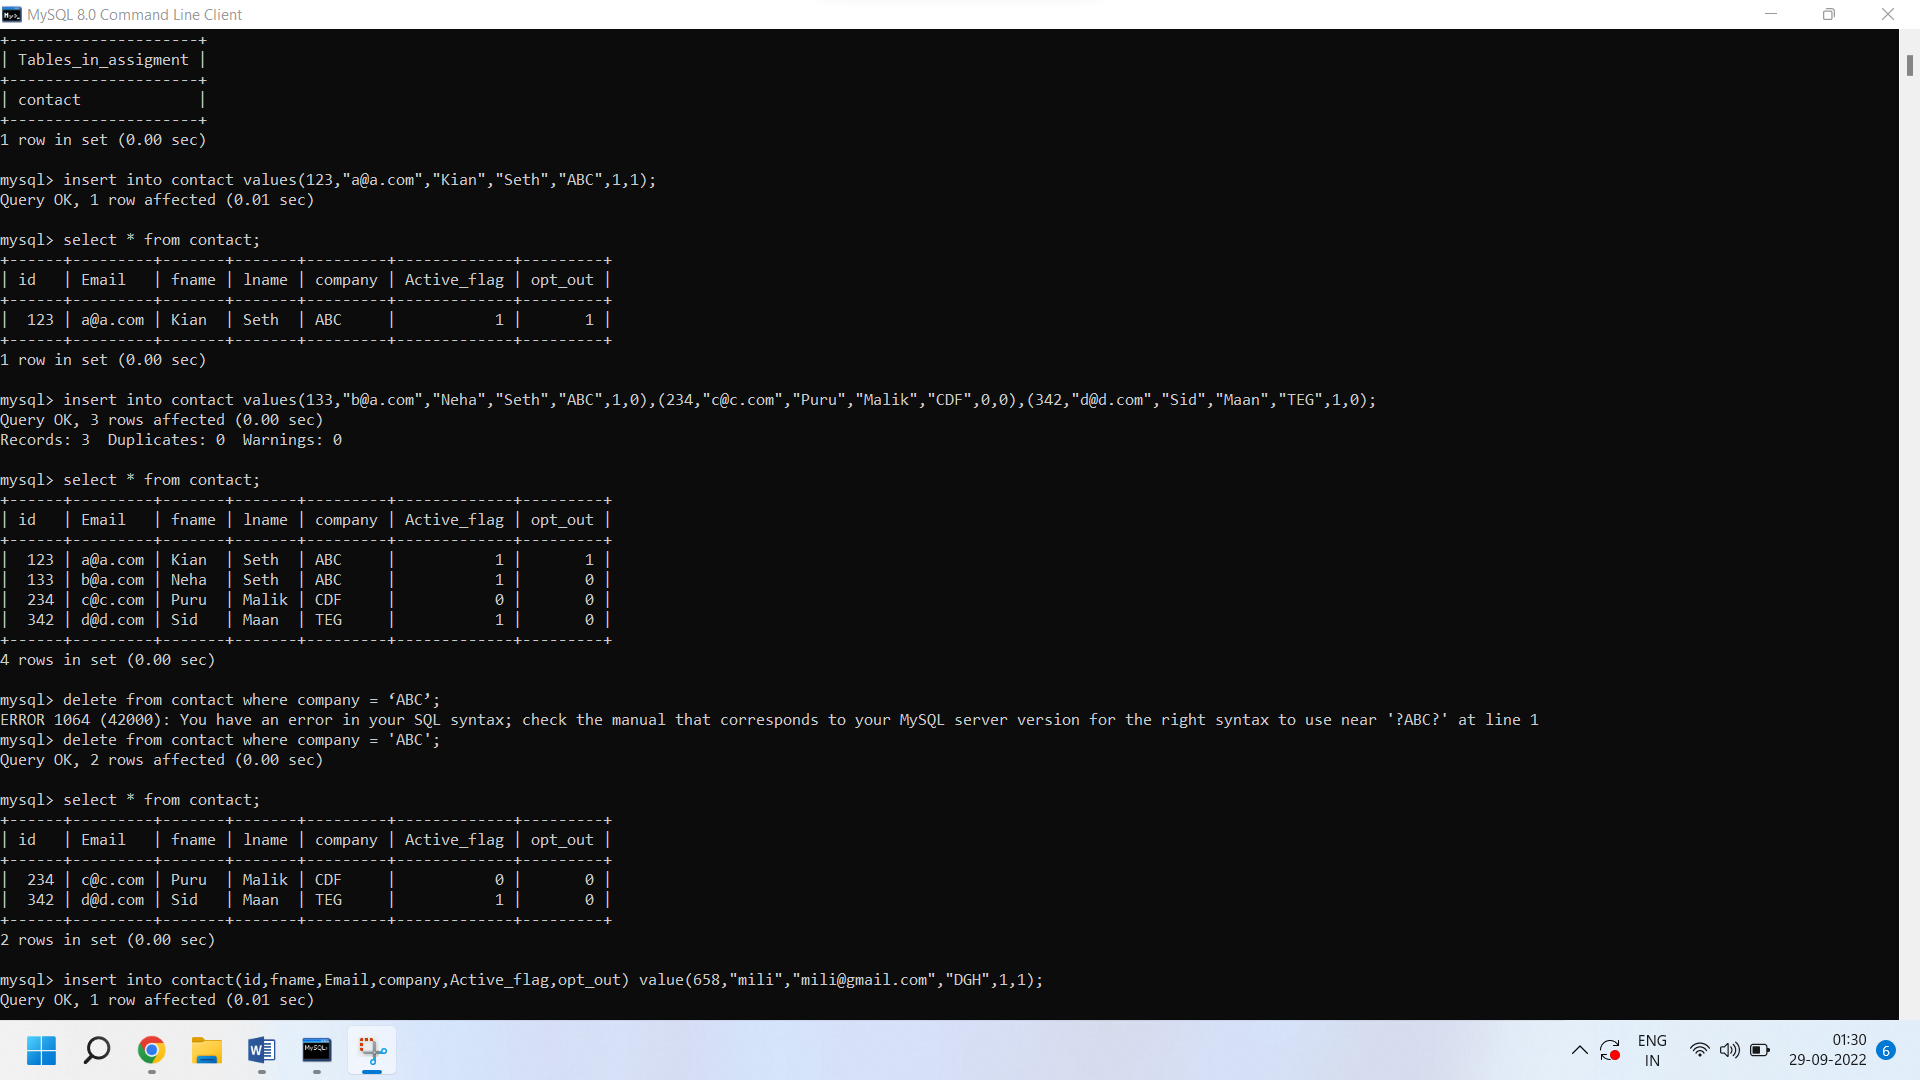 MySQL 8.0 Command Line Client
+---------------------+
| Tables_in_assigment |
+---------------------+
| contact             |
+---------------------+
1 row in set (0.00 sec)
mysql> insert into contact values(123,"a@a.com","Kian","Seth","ABC",1,1);
Query OK, 1 row affected (0.01 sec)
mysql> select * from contact;
+------+---------+-------+-------+---------+-------------+---------+
| id   | Email   | fname | lname | company | Active_flag | opt_out |
+------+---------+-------+-------+---------+-------------+---------+
|  123 | a@a.com | Kian  | Seth  | ABC     |           1 |       1 |
+------+---------+-------+-------+---------+-------------+---------+
1 row in set (0.00 sec)
mysql> insert into contact values(133,"b@a.com","Neha","Seth","ABC",1,0),(234,"c@c.com","Puru","Malik","CDF",0,0),(342,"d@d.com","Sid","Maan","TEG",1,0);
Query OK, 3 rows affected (0.00 sec)
Records: 3  Duplicates: 0  Warnings: 0
mysql> select * from contact;
+------+---------+-------+-------+---------+-------------+---------+
| id   | Email   | fname | lname | company | Active_flag | opt_out |
+------+---------+-------+-------+---------+-------------+---------+
|  123 | a@a.com | Kian  | Seth  | ABC     |           1 |       1 |
|  133 | b@a.com | Neha  | Seth  | ABC     |           1 |       0 |
|  234 | c@c.com | Puru  | Malik | CDF     |           0 |       0 |
|  342 | d@d.com | Sid   | Maan  | TEG     |           1 |       0 |
+------+---------+-------+-------+---------+-------------+---------+
4 rows in set (0.00 sec)
mysql> delete from contact where company = ‘ABC’;
ERROR 1064 (42000): You have an error in your SQL syntax; check the manual that corresponds to your MySQL server version for the right syntax to use near '?ABC?' at line 1
mysql> delete from contact where company = 'ABC';
Query OK, 2 rows affected (0.00 sec)
mysql> select * from contact;
+------+---------+-------+-------+---------+-------------+---------+
| id   | Email   | fname | lname | company | Active_flag | opt_out |
+------+---------+-------+-------+---------+-------------+---------+
|  234 | c@c.com | Puru  | Malik | CDF     |           0 |       0 |
|  342 | d@d.com | Sid   | Maan  | TEG     |           1 |       0 |
+------+---------+-------+-------+---------+-------------+---------+
2 rows in set (0.00 sec)
mysql> insert into contact(id,fname,Email,company,Active_flag,opt_out) value(658,"mili","mili@gmail.com","DGH",1,1);
Query OK, 1 row affected (0.01 sec)
ENG
IN
01:30
29-09-2022
6